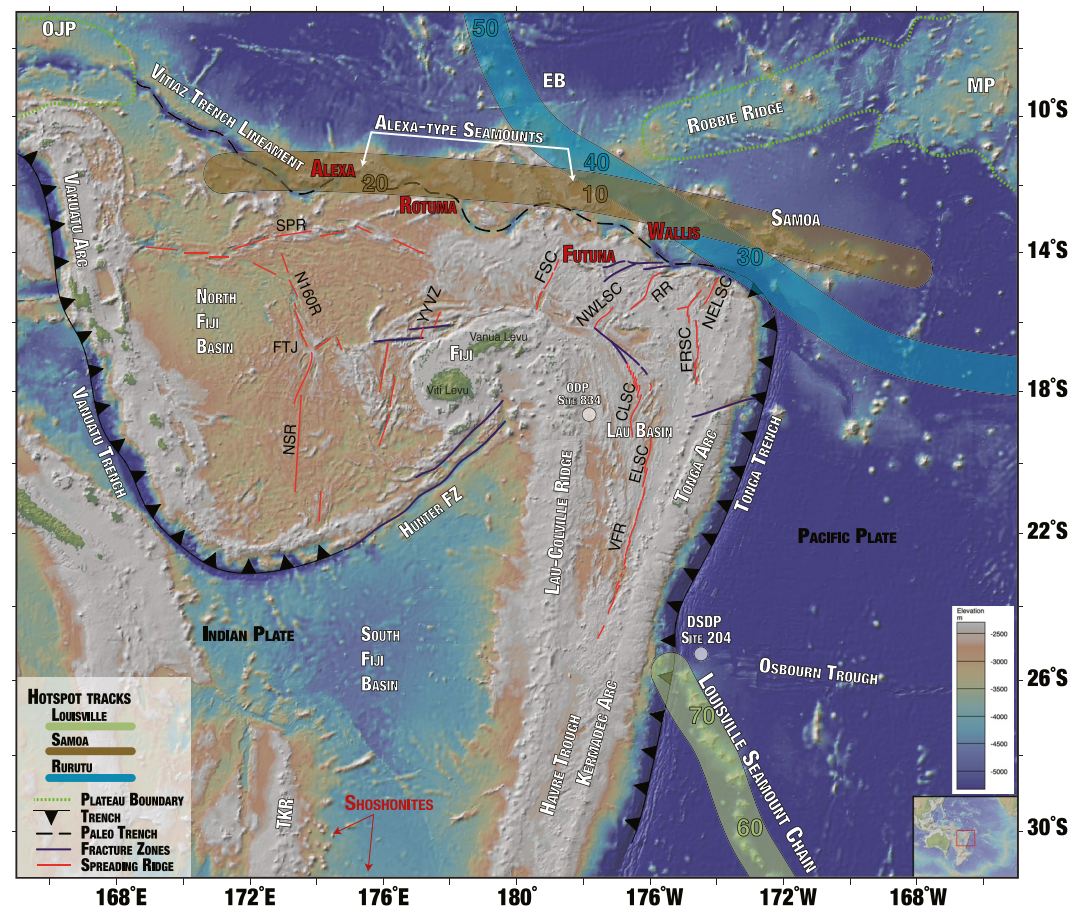 OJP
50
EB
MP
10°S
Vitiaz Trench Lineament
Alexa-type Seamounts
Robbie Ridge
Alexa
20
40
10
Rotuma
Samoa
Wallis
Futuna
30
14°S
Vanuatu Arc
SPR
N160R
FSC
NWLSC
RR
NELSC
YYVZ
FRSC
North
Fiji
Basin
FTJ
Vanua Levu
Fiji
Viti Levu
ODP
Site 834
CLSC
Lau Basin
18°S
Vanuatu Trench
NSR
ELSC
Tonga Arc
Tonga Trench
Hunter FZ
Lau-Colville Ridge
VFR
22°S
Pacific Plate
Indian Plate
South
Fiji
Basin
DSDP
Site 204
Osbourn Trough
26°S
Elevation
m
-2500
-3000
-3500
-4000
-4500
-5000
Louisville Seamount Chain
70
60
Havre Trough
Kermadec Arc
TKR
Shoshonites
30°S
Hotspot tracks
Louisville
Samoa
Rurutu
Plateau Boundary
Trench
Paleo Trench
Fracture Zones
Spreading Ridge
168°E
172°E
176°E
180°
176°W
172°W
168°W